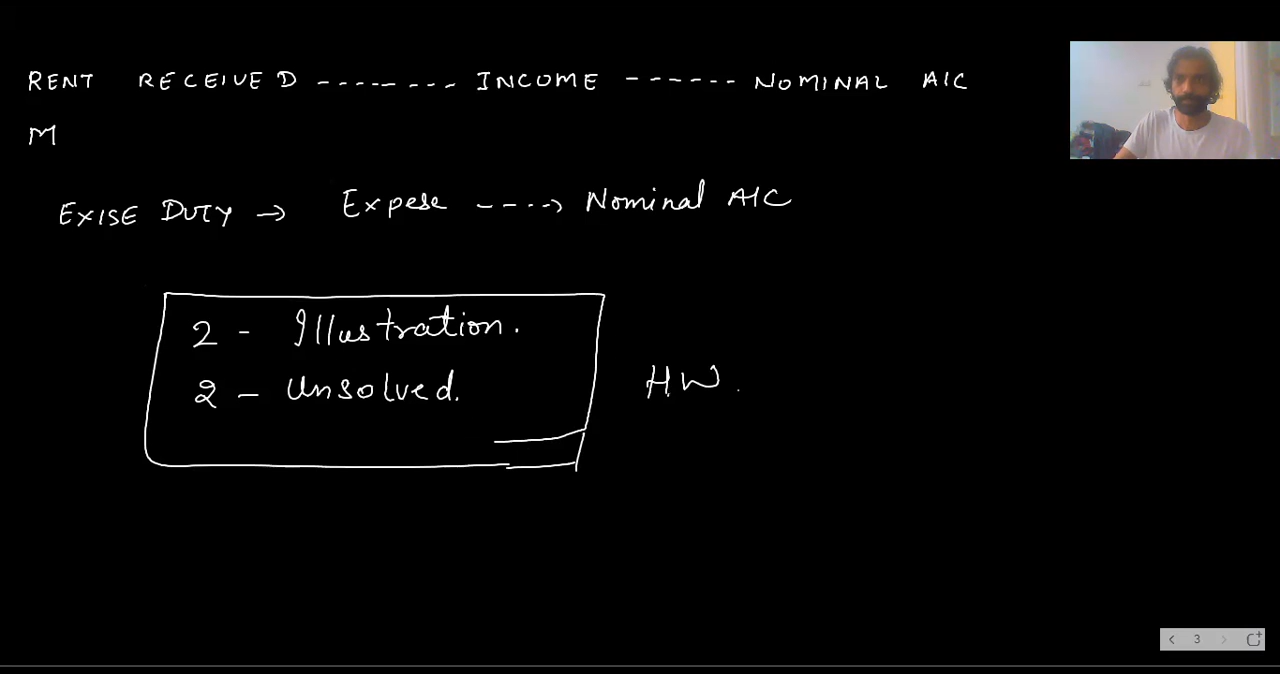 RENT RECEIVED -------- INCOME ------ NOMINAL A/C
M
EXISE DUTY → Expese ----> Nominal A/C
2 - Illustration.
2 - Unsolved.
HW.
3